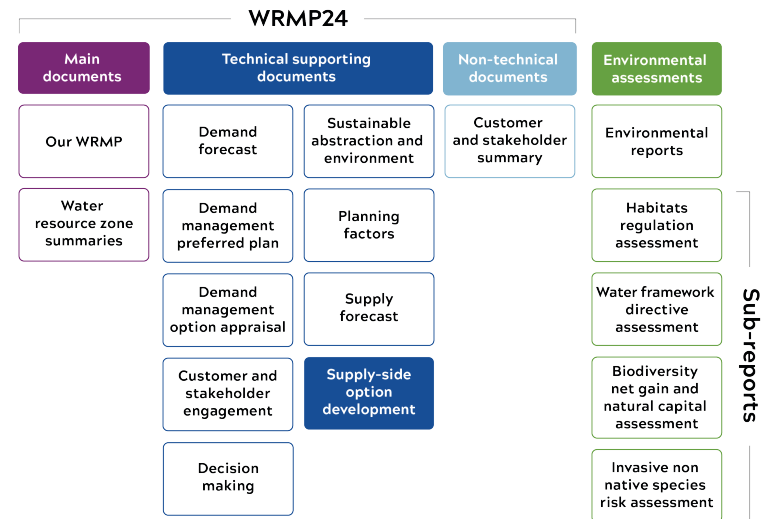 WRMP24
Main
documents
Technical supporting
documents
Non-technical
documents
Environmental
assessments
Our WRMP
Demand
forecast
Sustainable
abstraction and
environment
Customer
and stakeholder
summary
Environmental
reports
Water
resource zone
summaries
Demand
management
preferred plan
Planning
factors
Habitats
regulation
assessment
Demand
management
option appraisal
Supply
forecast
Water framework
directive
assessment
Customer and
stakeholder
engagement
Supply-side
option
development
Biodiversity
net gain and
natural capital
assessment
Decision
making
Invasive non
native species
risk assessment
Sub-reports